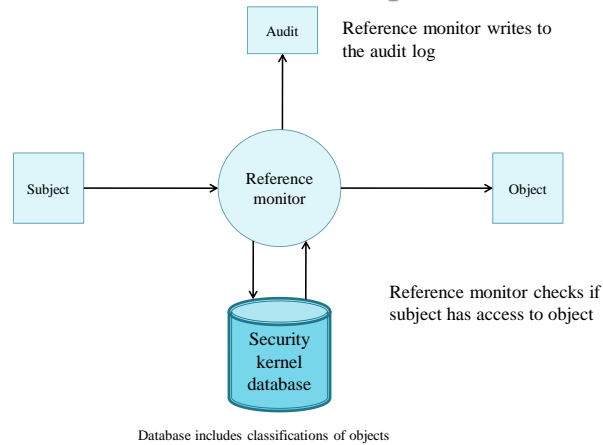 Audit
Reference monitor writes to
the audit log
Subject
Reference
monitor
Object
Reference monitor checks if
subject has access to object
Security
kernel
database
Database includes classifications of objects